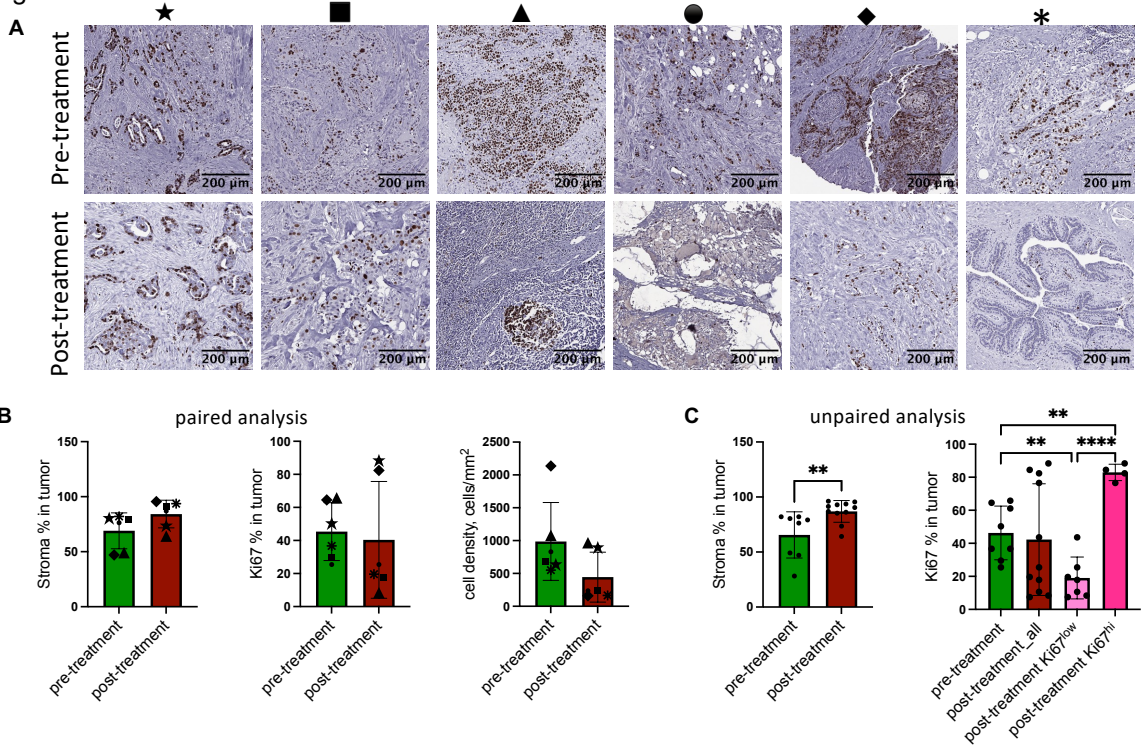 A
Pre-treatment
200 µm
200 µm
200 µm
200 µm
200 µm
200 µm
Post-treatment
200 µm
200 µm
200 µm
200 µm
200 µm
200 µm
B
paired analysis
Stroma % in tumor
150
100
50
0
pre-treatment
post-treatment
Ki67 % in tumor
100
80
60
40
20
0
pre-treatment
post-treatment
cell density, cells/mm²
2500
2000
1500
1000
500
0
pre-treatment
post-treatment
C
unpaired analysis
Stroma % in tumor
150
100
50
0
**
pre-treatment
post-treatment
Ki67 % in tumor
100
80
60
40
20
0
**
**
****
pre-treatment
post-treatment_all
post-treatment Ki67low
post-treatment Ki67hi